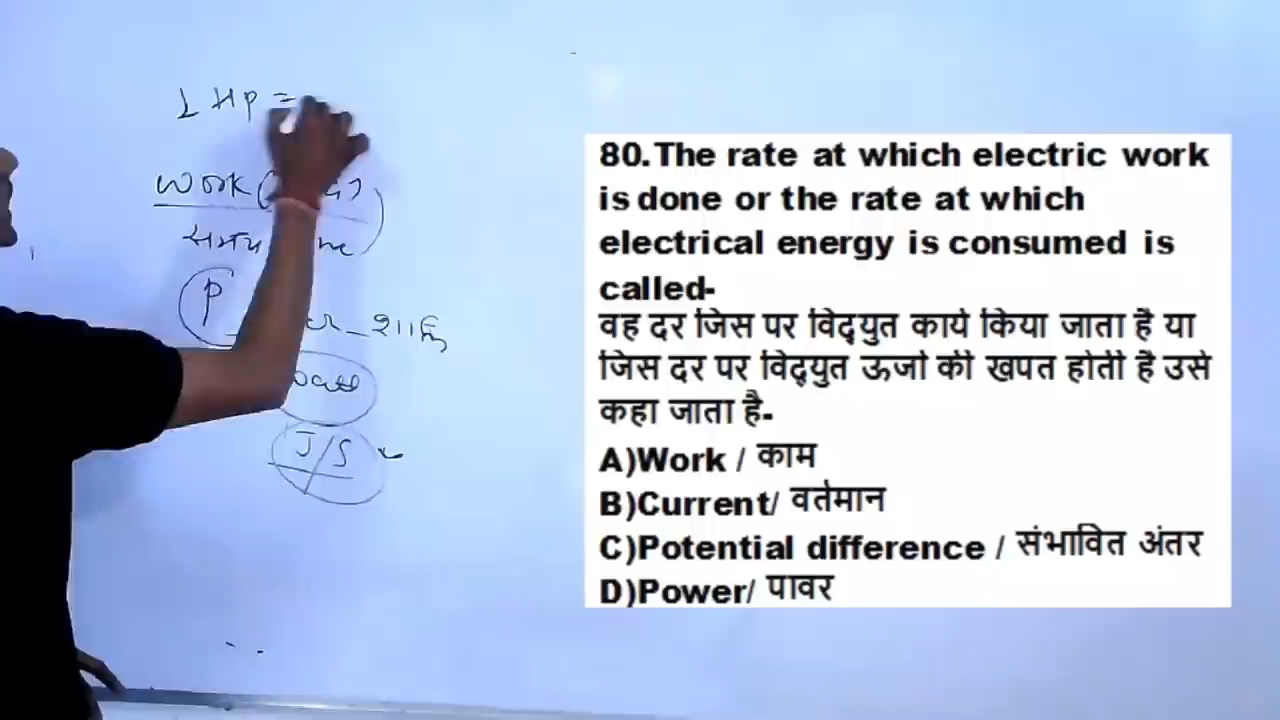 HP =
work (
समय
P
शक्ति
J/S
80.The rate at which electric work
is done or the rate at which
electrical energy is consumed is
called-
वह दर जिस पर विद्युत कार्य किया जाता है या
जिस दर पर विद्युत ऊर्जा की खपत होती है उसे
कहा जाता है-
A)Work / काम
B)Current/ वर्तमान
C)Potential difference / संभावित अंतर
D)Power/ पावर